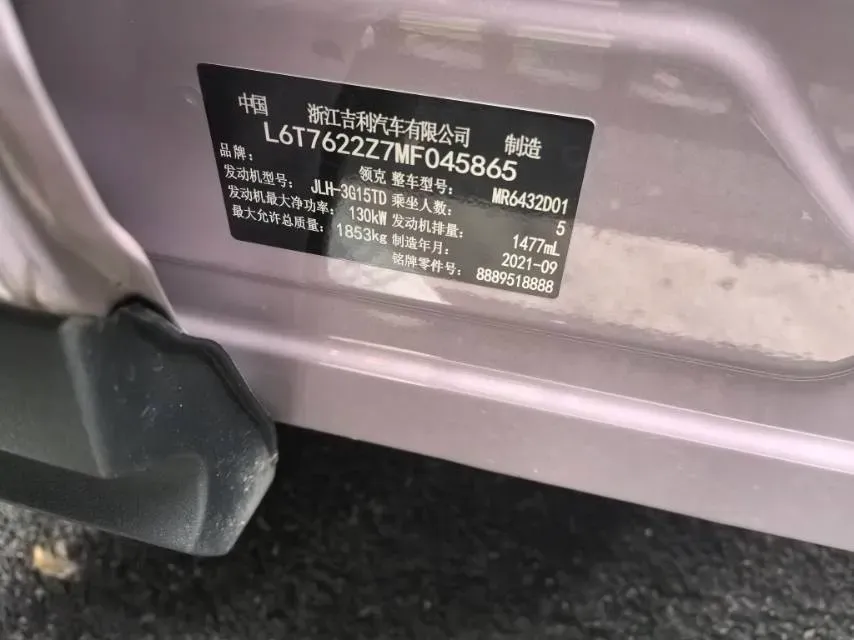 中国 浙江吉利汽车有限公司 制造
L6T7622Z7MF045865
品牌： 领克 整车型号： MR6432D01
发动机型号： JLH-3G15TD 乘坐人数： 5
发动机最大净功率： 130kW 发动机排量： 1477mL
最大允许总质量： 1853kg 制造年月： 2021-09
铭牌零件号： 8889518888